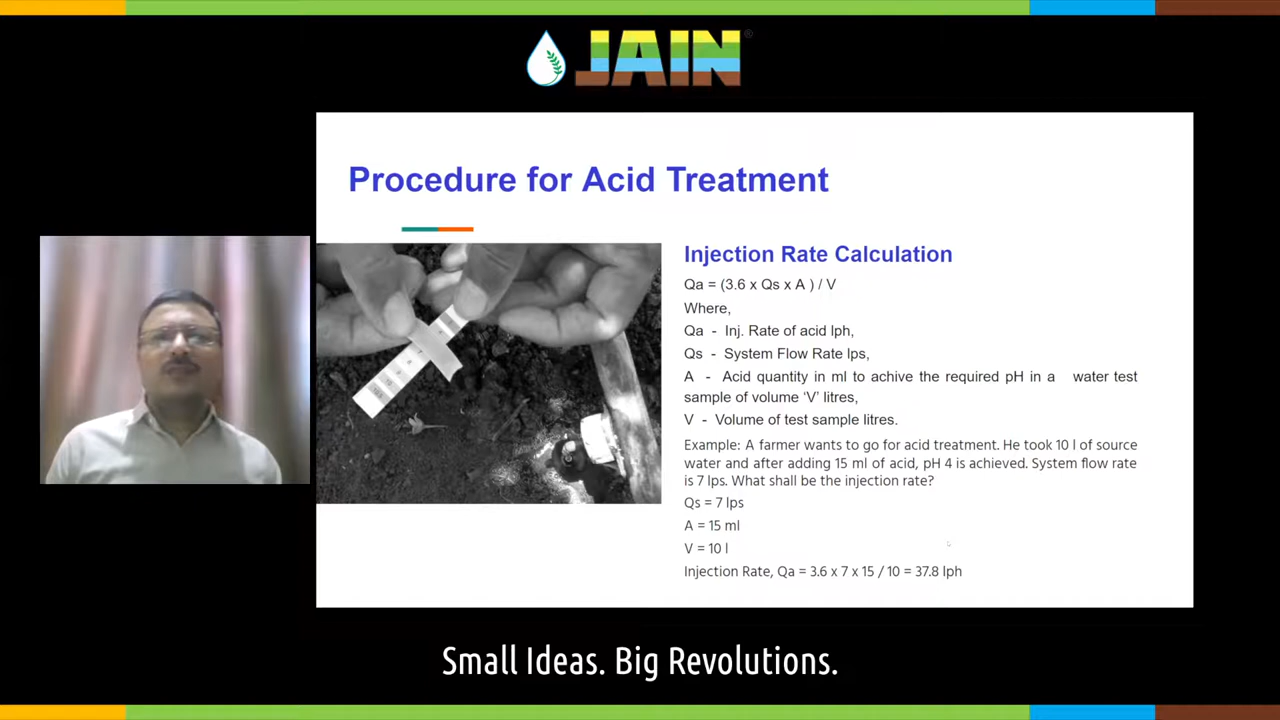 JAIN®
Procedure for Acid Treatment
Injection Rate Calculation
Qa = (3.6 x Qs x A ) / V
Where,
Qa - Inj. Rate of acid lph,
Qs - System Flow Rate lps,
A - Acid quantity in ml to achive the required pH in a water test
sample of volume ‘V’ litres,
V - Volume of test sample litres.
Example: A farmer wants to go for acid treatment. He took 10 l of source
water and after adding 15 ml of acid, pH 4 is achieved. System flow rate
is 7 lps. What shall be the injection rate?
Qs = 7 lps
A = 15 ml
V = 10 l
Injection Rate, Qa = 3.6 x 7 x 15 / 10 = 37.8 lph
Small Ideas. Big Revolutions.